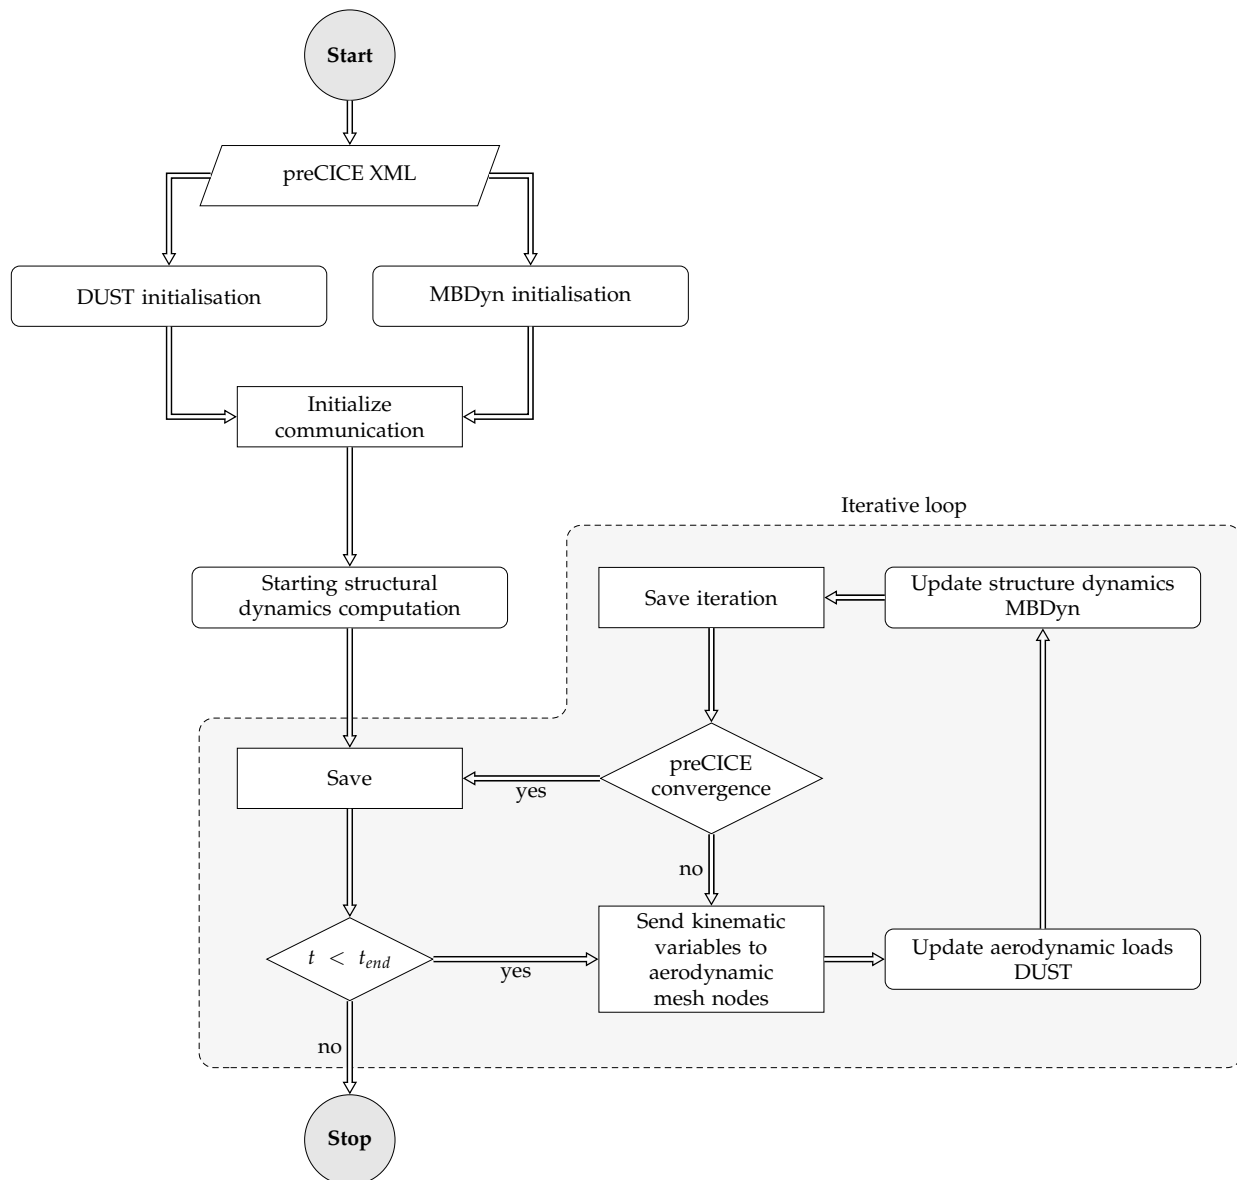 Start
preCICE XML
DUST initialisation
MBDyn initialisation
Initialize
communication
Iterative loop
Starting structural
dynamics computation
Save iteration
Update structure dynamics
MBDyn
Save
yes
preCICE
convergence
no
t < t_end
yes
Send kinematic
variables to
aerodynamic
mesh nodes
Update aerodynamic loads
DUST
no
Stop